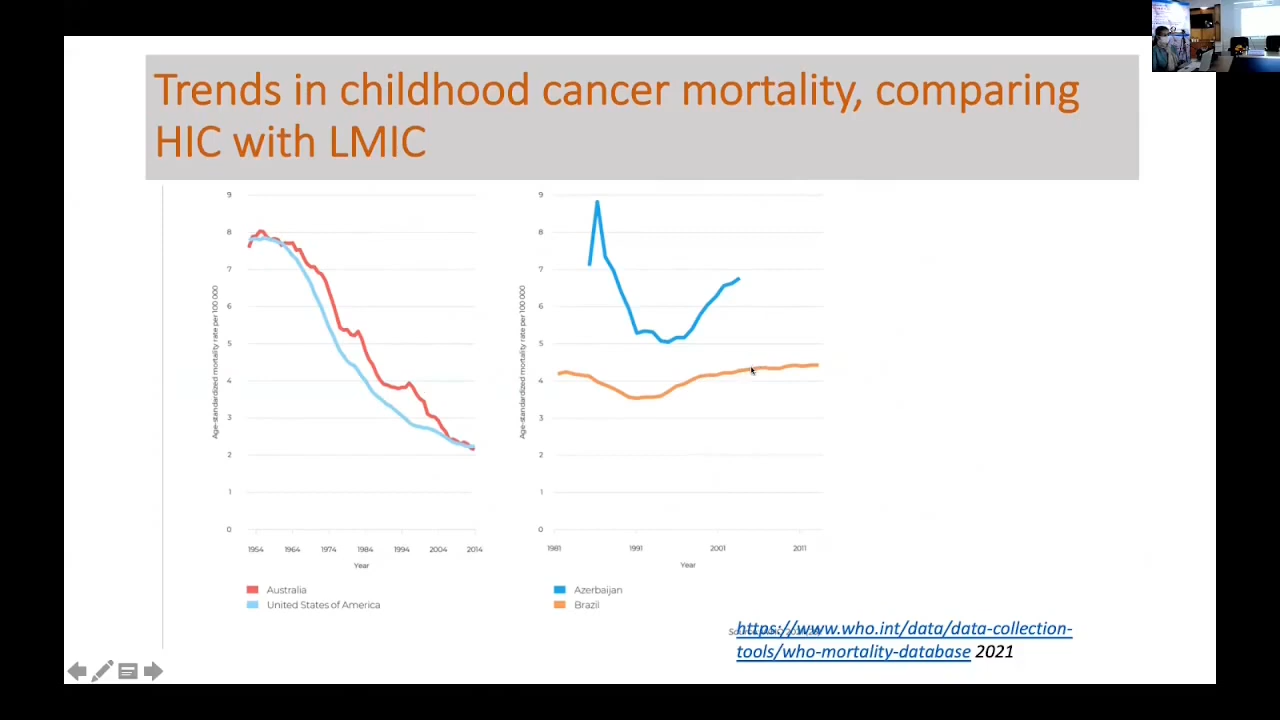 Trends in childhood cancer mortality, comparing
HIC with LMIC
9
8
7
6
5
4
3
2
1
0
Age-standardized mortality rate per 100 000
1954 1964 1974 1984 1994 2004 2014
Year
Australia
United States of America
9
8
7
6
5
4
3
2
1
0
Age-standardized mortality rate per 100 000
1981 1991 2001 2011
Year
Azerbaijan
Brazil
https://www.who.int/data/data-collection-
tools/who-mortality-database 2021